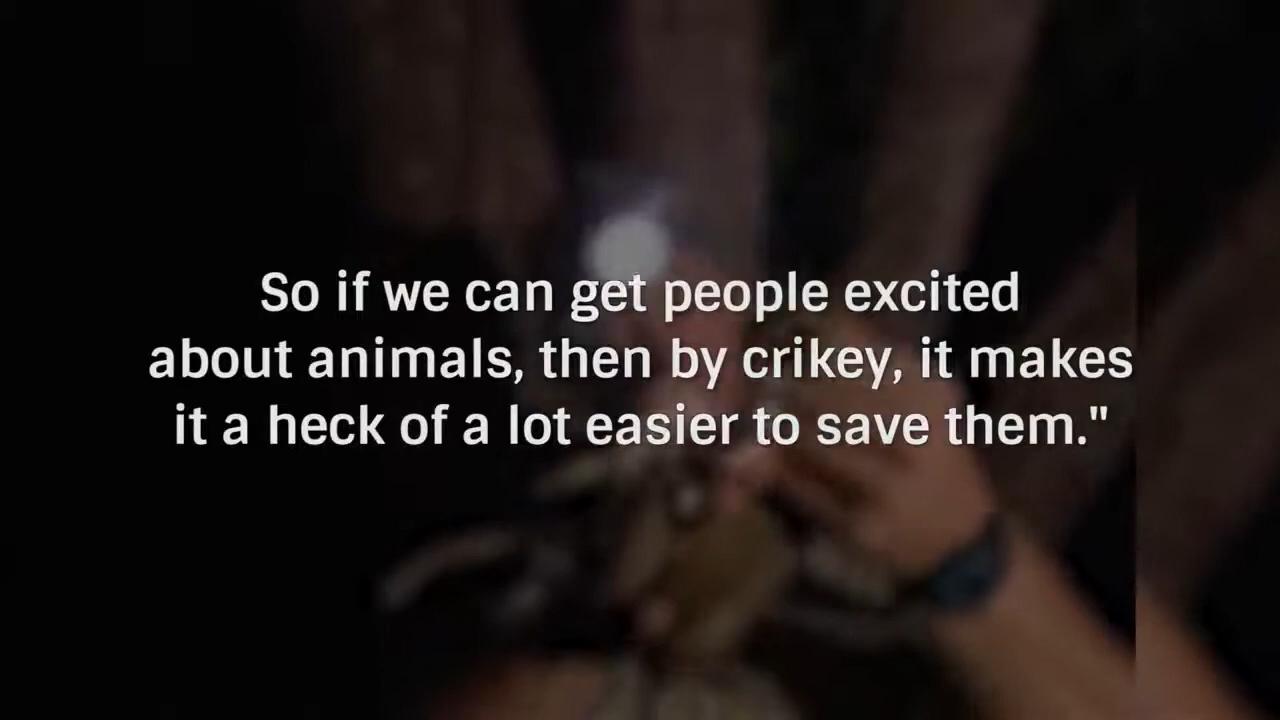 So if we can get people excited
about animals, then by crikey, it makes
it a heck of a lot easier to save them."